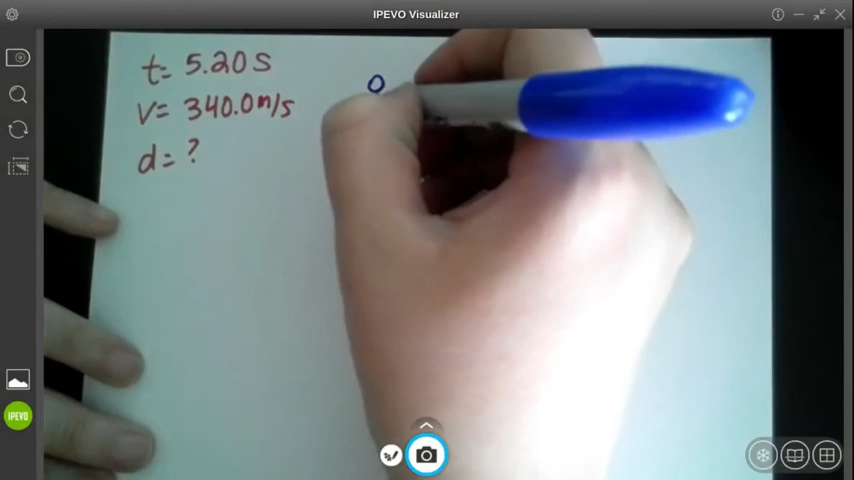 IPEVO Visualizer
t= 5.20 s
v= 340.0 m/s
d= ?
IPEVO